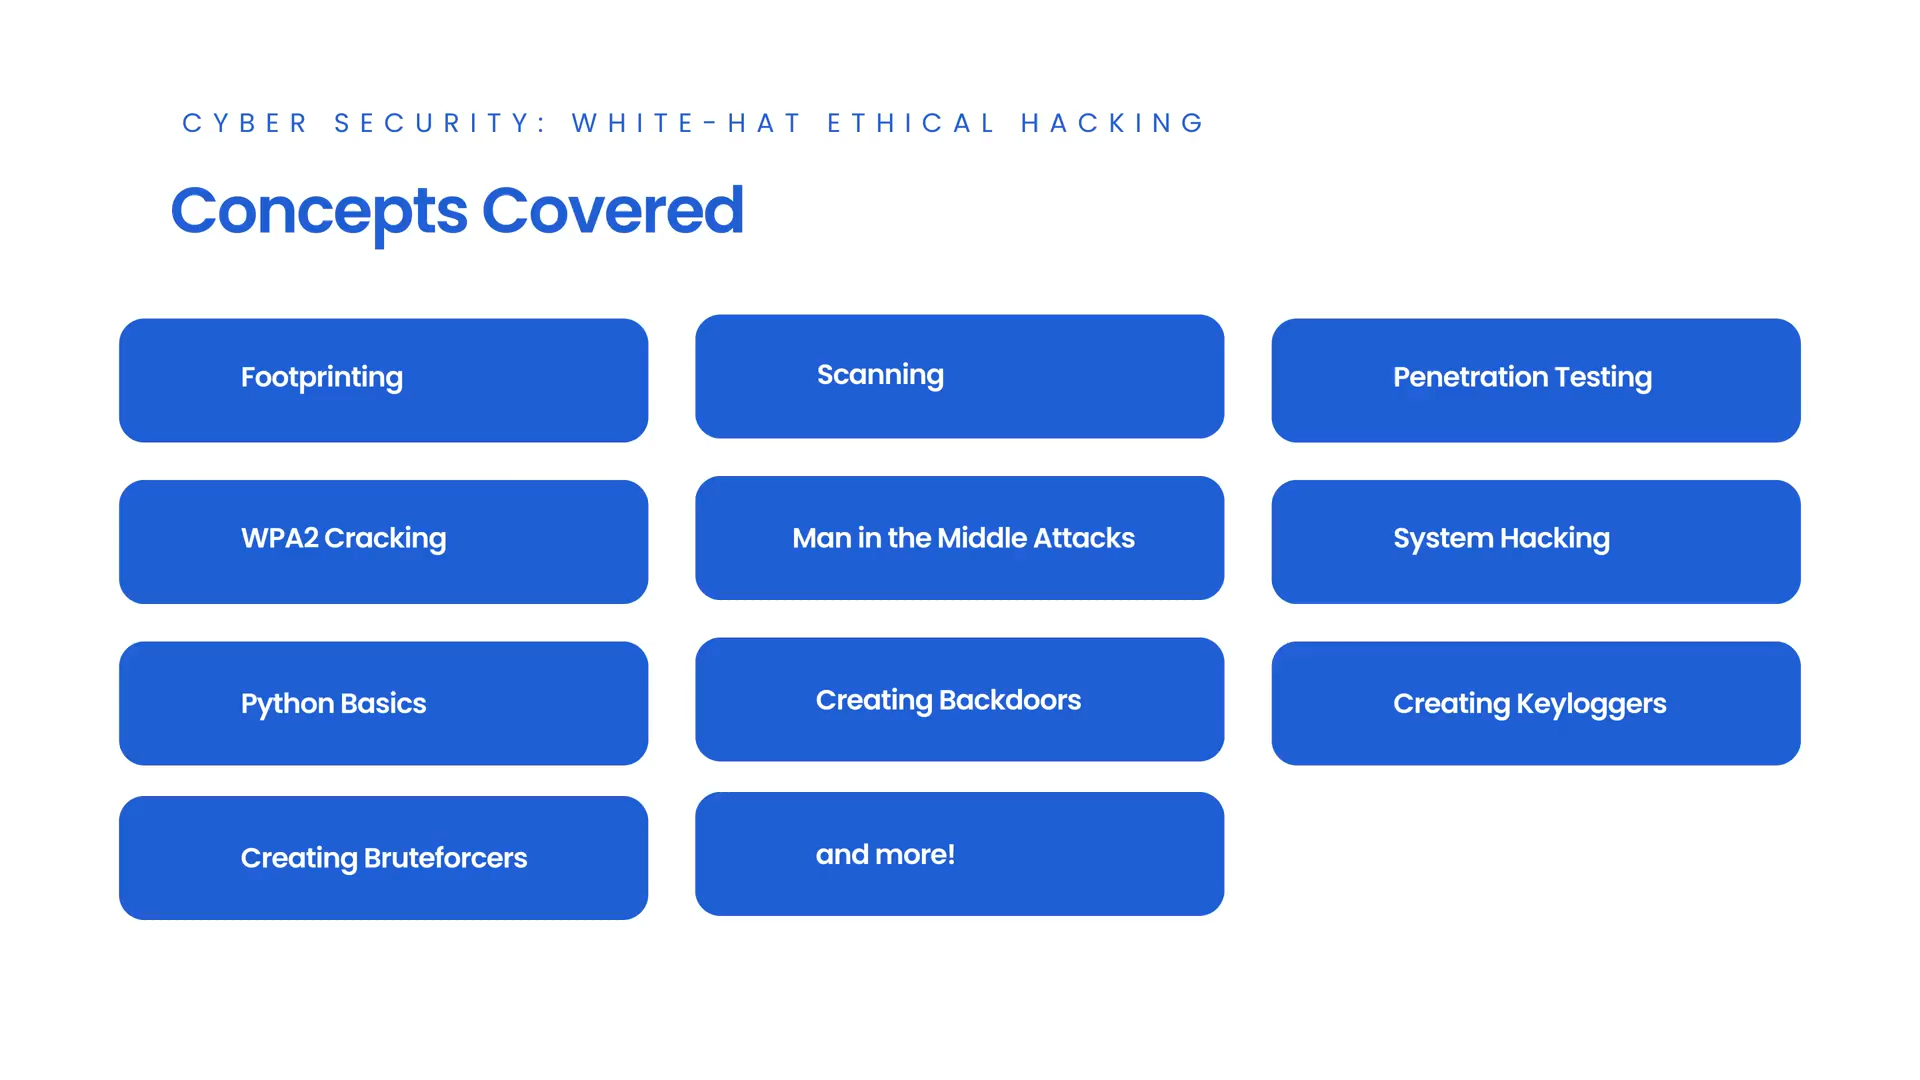 CYBER SECURITY: WHITE-HAT ETHICAL HACKING
Concepts Covered
Footprinting
Scanning
Penetration Testing
WPA2 Cracking
Man in the Middle Attacks
System Hacking
Python Basics
Creating Backdoors
Creating Keyloggers
Creating Bruteforcers
and more!